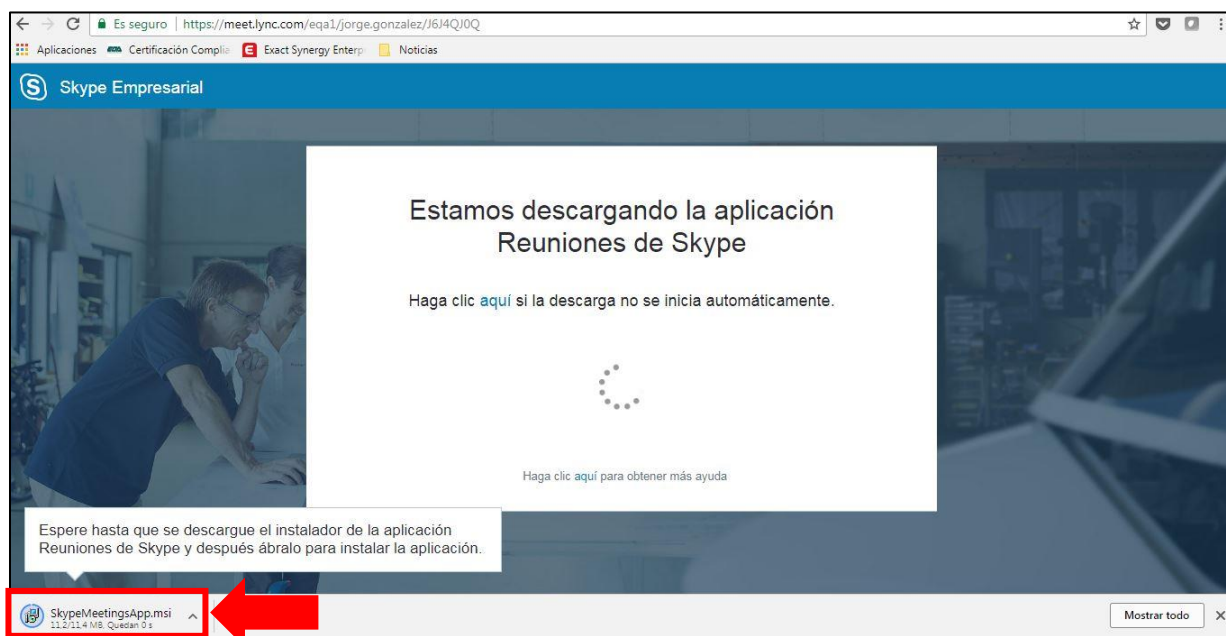 Es seguro | https://meet.lync.com/eqa1/jorge.gonzalez/J6J4QJ0Q
Aplicaciones Certificación Complia Exact Synergy Enterp Noticias
Skype Empresarial
Estamos descargando la aplicación
Reuniones de Skype
Haga clic aquí si la descarga no se inicia automáticamente.
Haga clic aquí para obtener más ayuda
Espere hasta que se descargue el instalador de la aplicación
Reuniones de Skype y después ábralo para instalar la aplicación.
SkypeMeetingsApp.msi
11,2/11,4 MB, Quedan 0 s
Mostrar todo